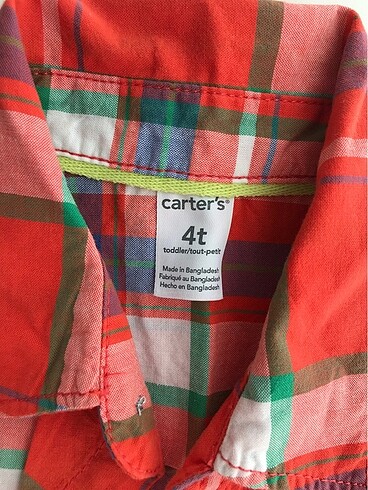 carter's®
4t
toddler/tout-petit
Made in Bangladesh
Fabriqué au Bangladesh
Hecho en Bangladesh